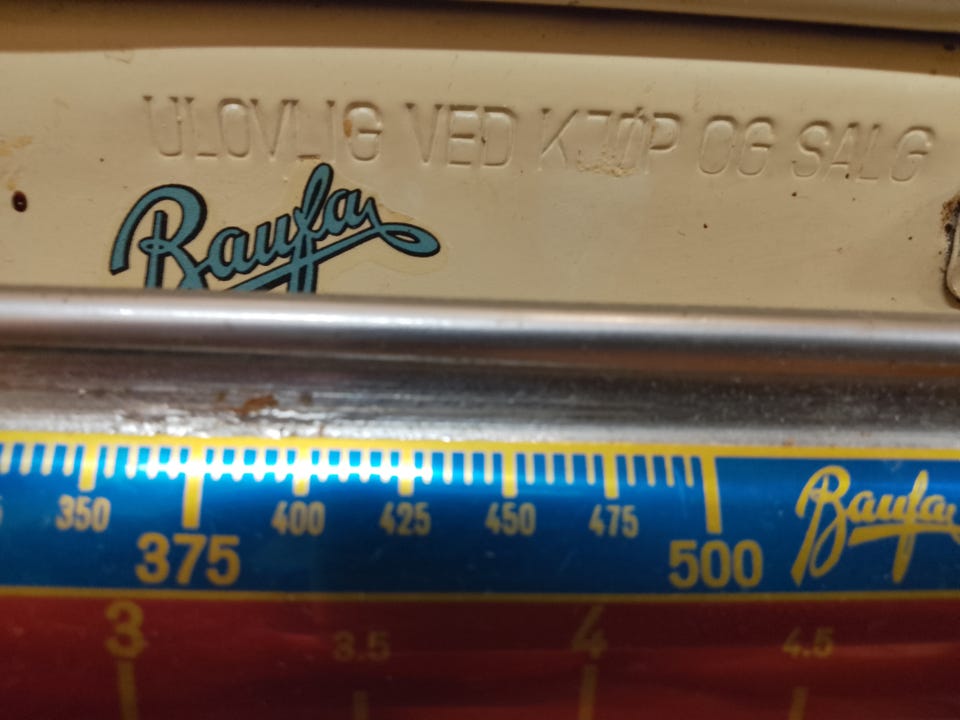 ULOVLIG VED KJØP OG SALG
Baufa
350 400 425 450 475
375 500 Baufa
3 3.5 4 4.5